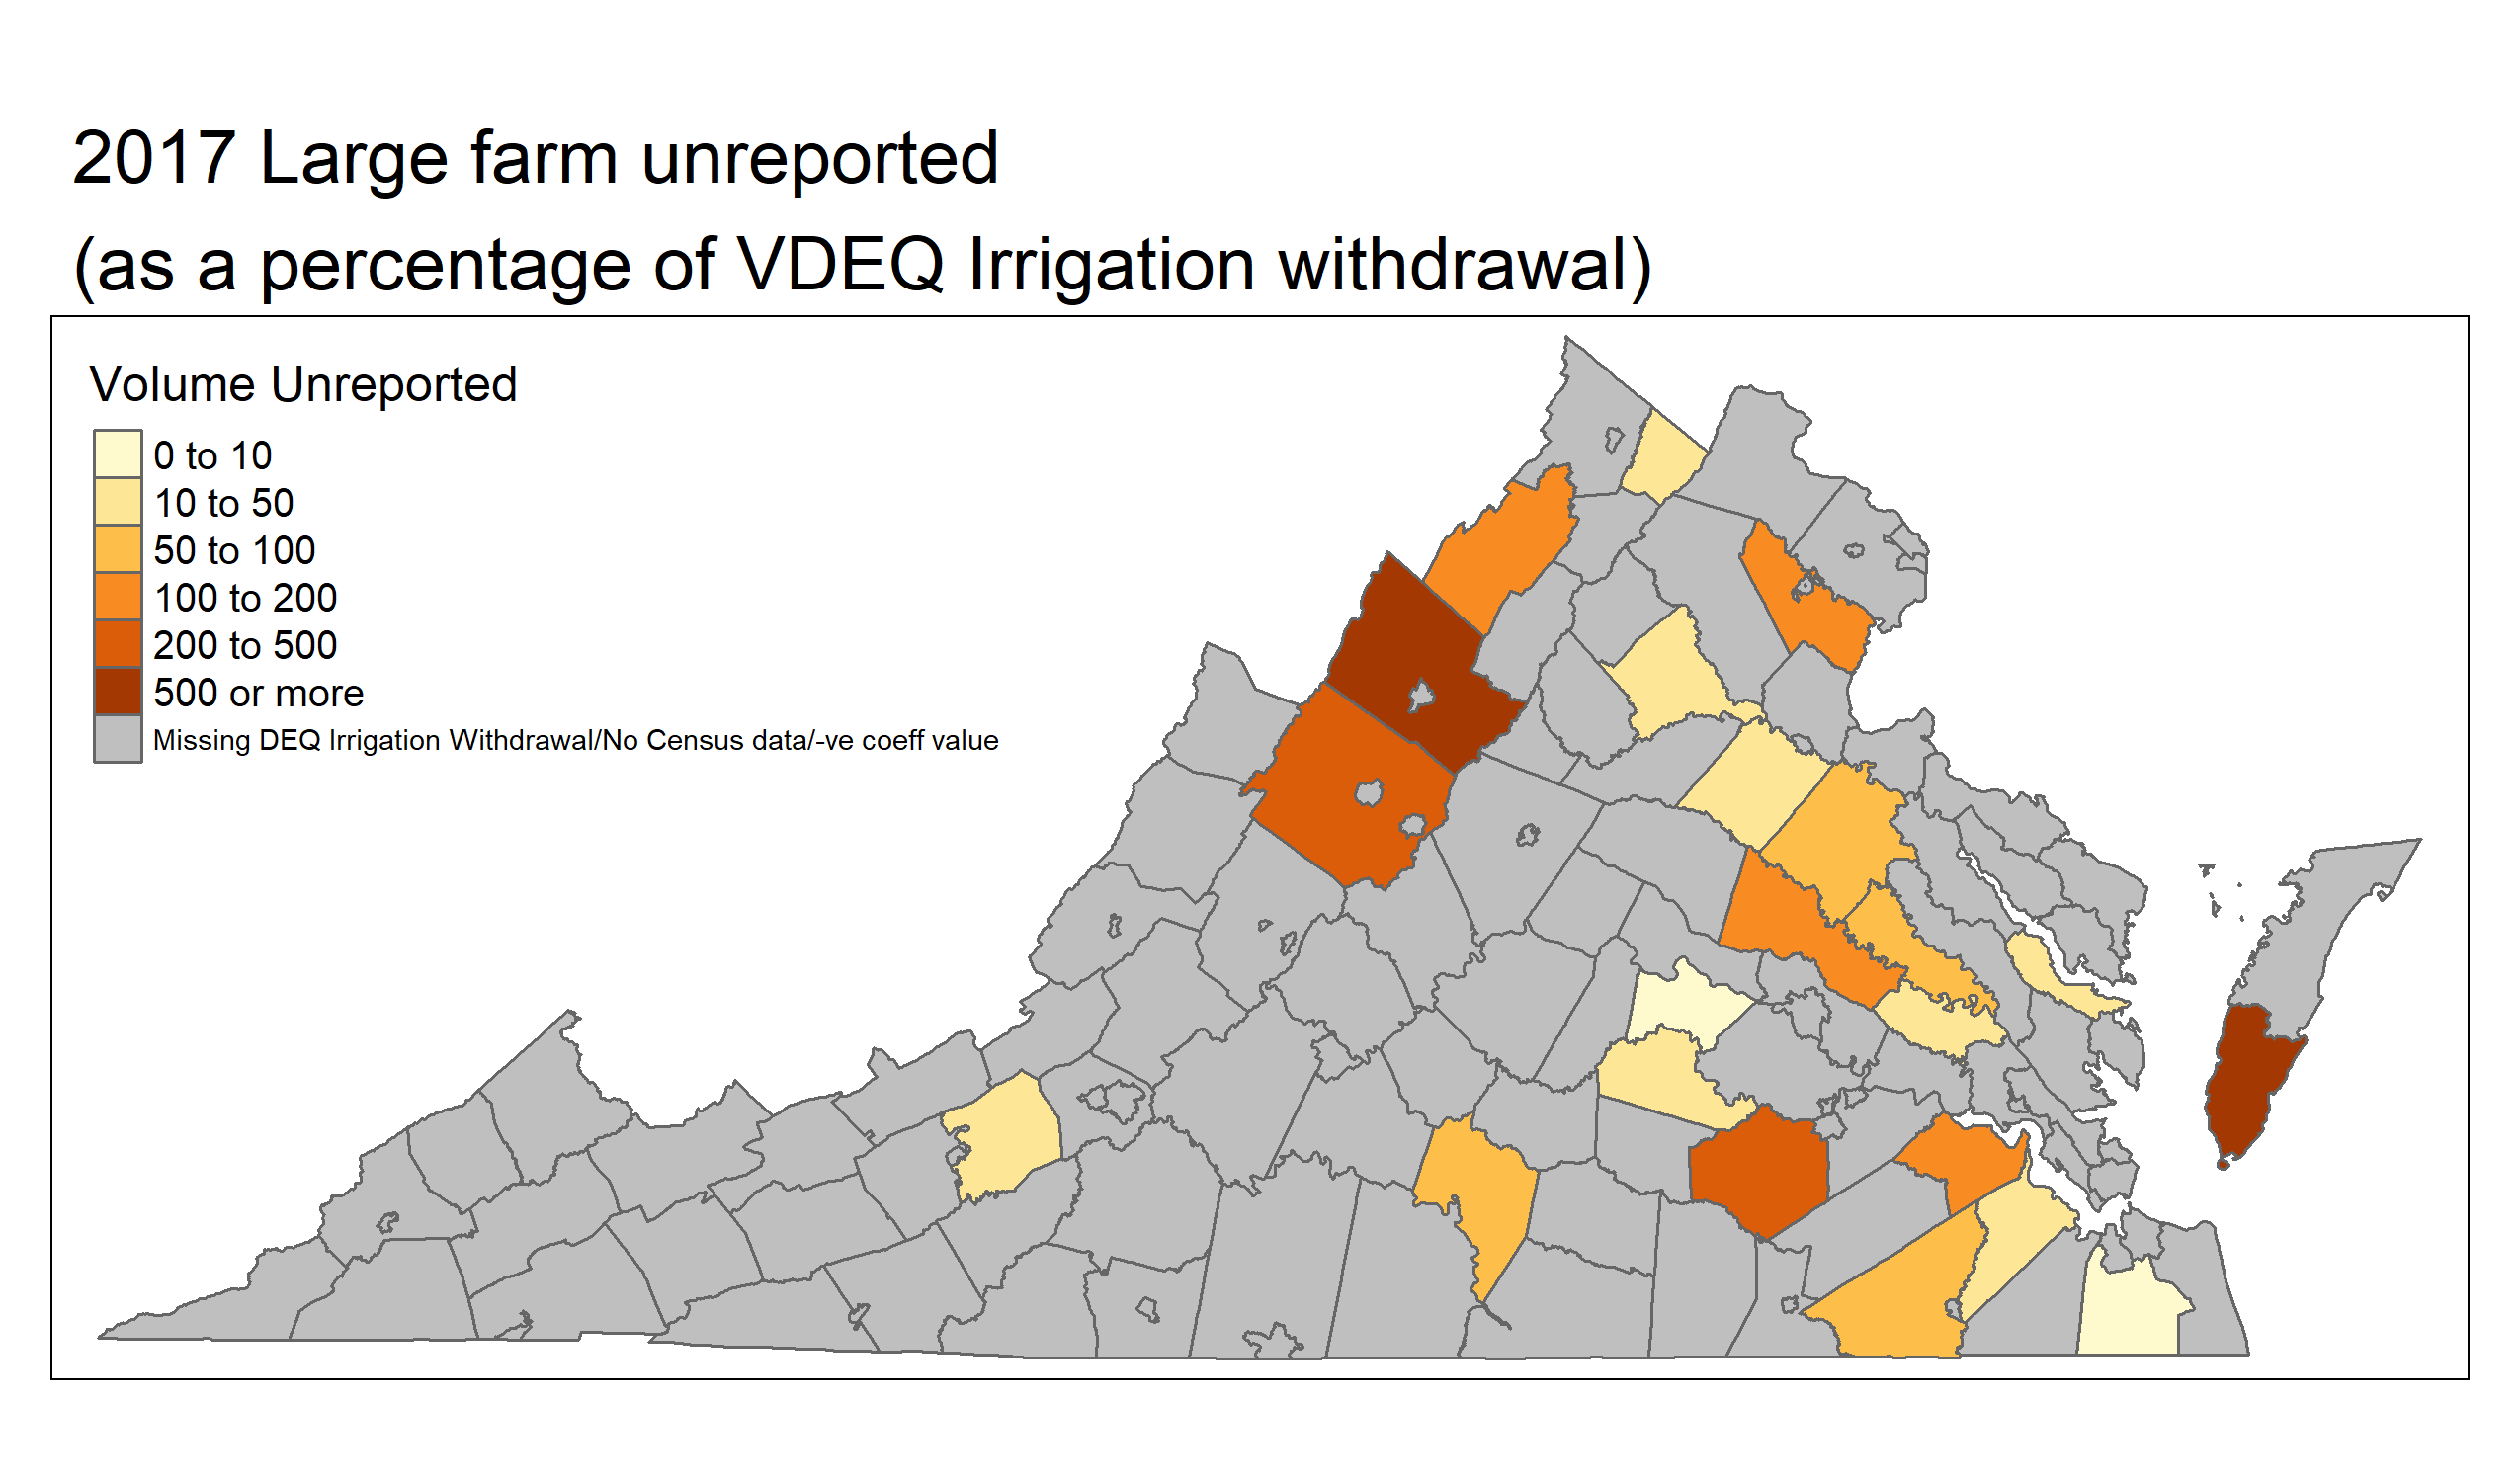 2017 Large farm unreported
(as a percentage of VDEQ Irrigation withdrawal)
Volume Unreported
0 to 10
10 to 50
50 to 100
100 to 200
200 to 500
500 or more
Missing DEQ Irrigation Withdrawal/No Census data/-ve coeff value